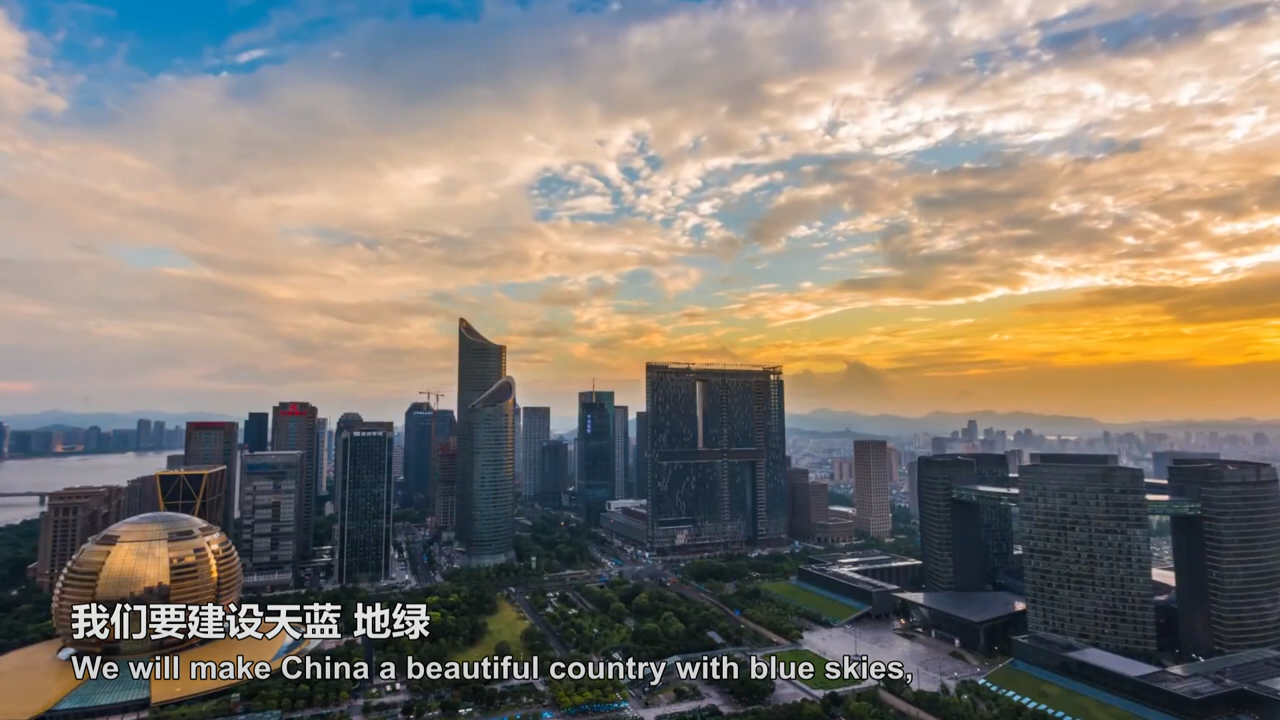 我们要建设天蓝 地绿
We will make China a beautiful country with blue skies,